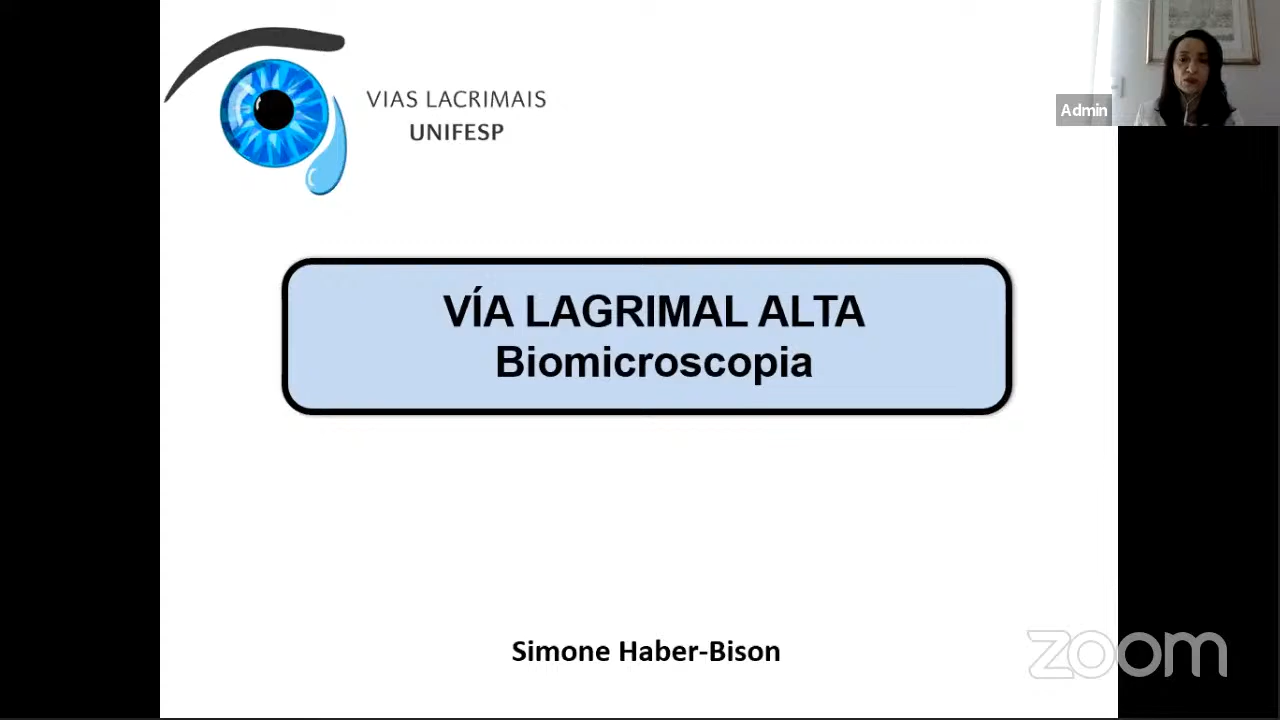 VIAS LACRIMAIS
UNIFESP
Admin
VÍA LAGRIMAL ALTA
Biomicroscopia
Simone Haber-Bison
zoom